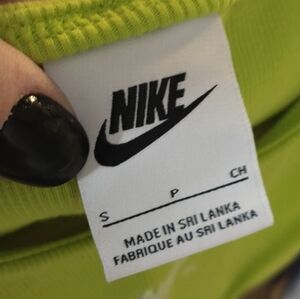 NIKE
S P CH
MADE IN SRI LANKA
FABRIQUE AU SRI LANKA